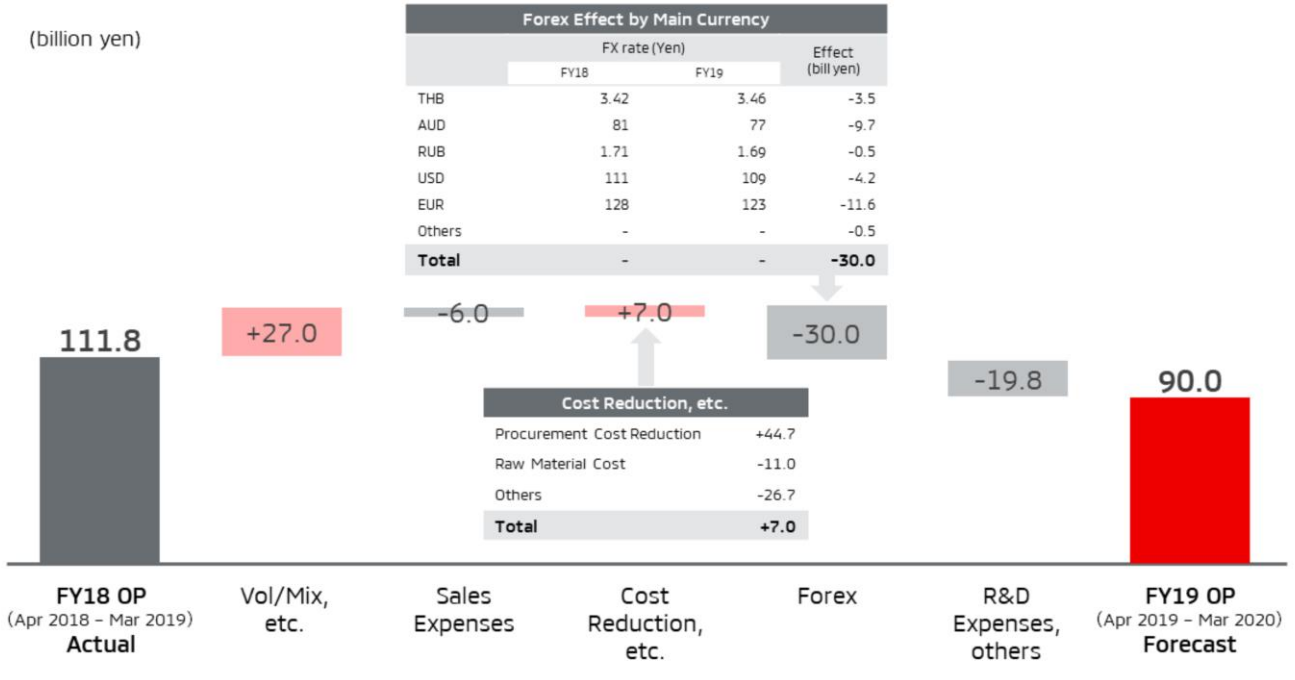 (billion yen)
Forex Effect by Main Currency
FX rate (Yen) Effect (bill yen)
FY18 FY19
THB 3.42 3.46 -3.5
AUD 81 77 -9.7
RUB 1.71 1.69 -0.5
USD 111 109 -4.2
EUR 128 123 -11.6
Others - - -0.5
Total - - -30.0
111.8
+27.0
-6.0
+7.0
-30.0
-19.8
90.0
Cost Reduction, etc.
Procurement Cost Reduction +44.7
Raw Material Cost -11.0
Others -26.7
Total +7.0
FY18 OP
(Apr 2018 – Mar 2019)
Actual
Vol/Mix,
etc.
Sales
Expenses
Cost
Reduction,
etc.
Forex
R&D
Expenses,
others
FY19 OP
(Apr 2019 – Mar 2020)
Forecast